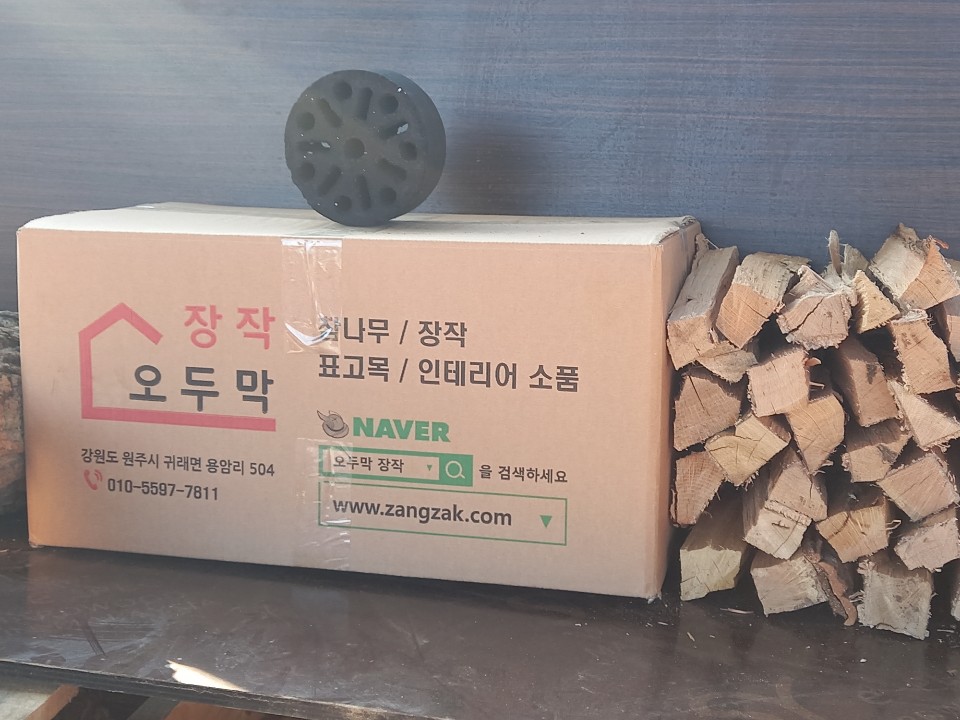 장작
오두막
강원도 원주시 귀래면 용암리 504
010-5597-7811
참나무 / 장작
표고목 / 인테리어 소품
NAVER
오두막 장작 을 검색하세요
www.zangzak.com